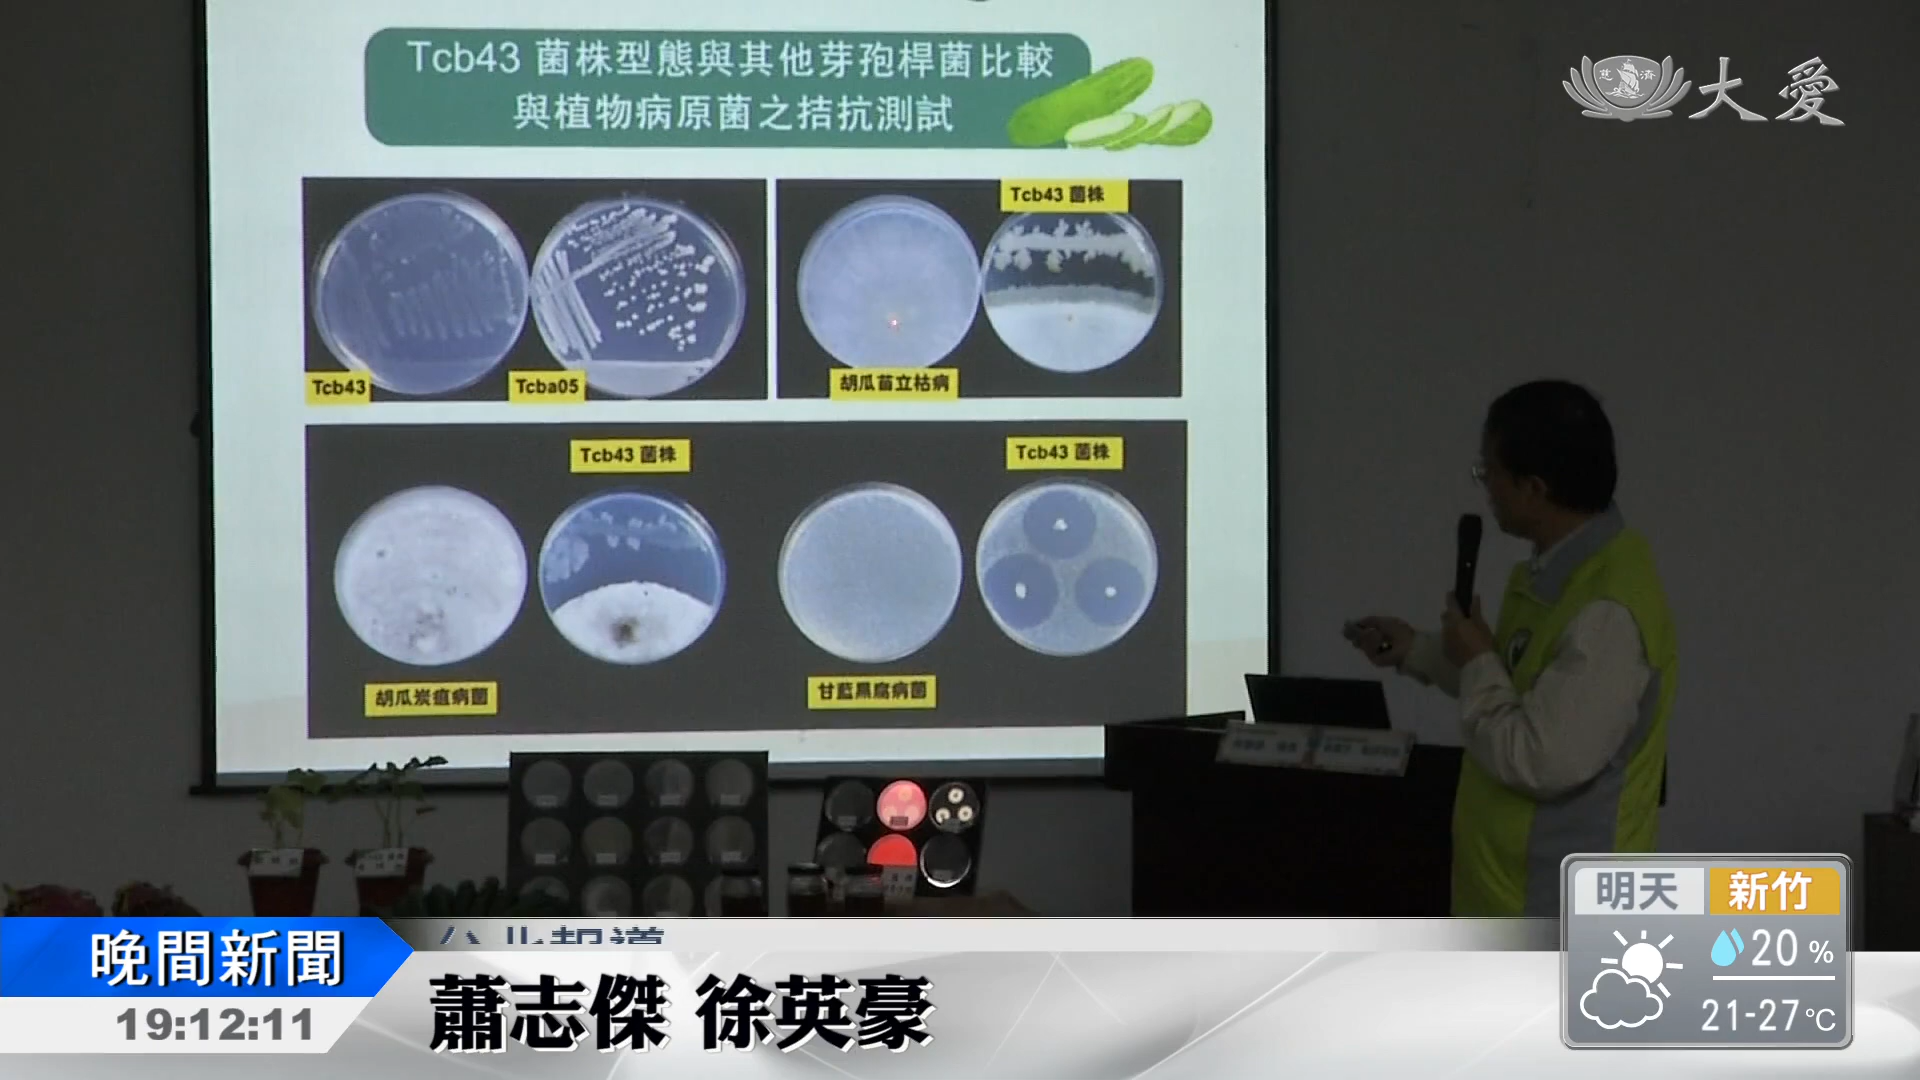 Tcb43 菌株型態與其他芽孢桿菌比較
與植物病原菌之拮抗測試
慈 濟
大愛
Tcb43
Tcba05
Tcb43 菌株
胡瓜苗立枯病
Tcb43 菌株
Tcb43 菌株
胡瓜炭疽病菌
甘藍黑腐病菌
晚間新聞
19:12:11
蕭志傑 徐英豪
明天
新竹
20 %
21-27℃